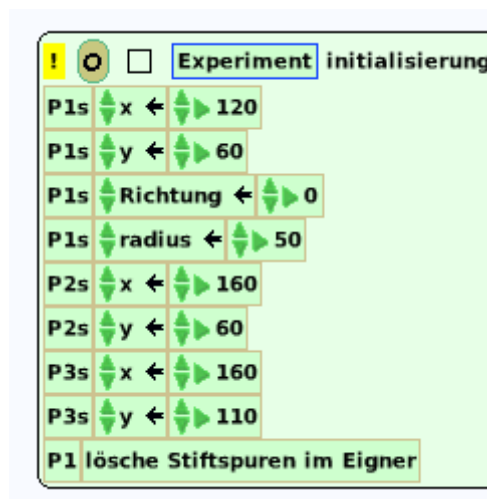 ! Experiment initialisierung
P1s x ← 120
P1s y ← 60
P1s Richtung ← 0
P1s radius ← 50
P2s x ← 160
P2s y ← 60
P3s x ← 160
P3s y ← 110
P1 lösche Stiftspuren im Eigner